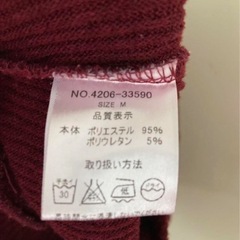 NO.4206-33590
SIZE M
品質表示
本体 ポリエステル 95%
ポリウレタン 5%
取り扱い方法
30